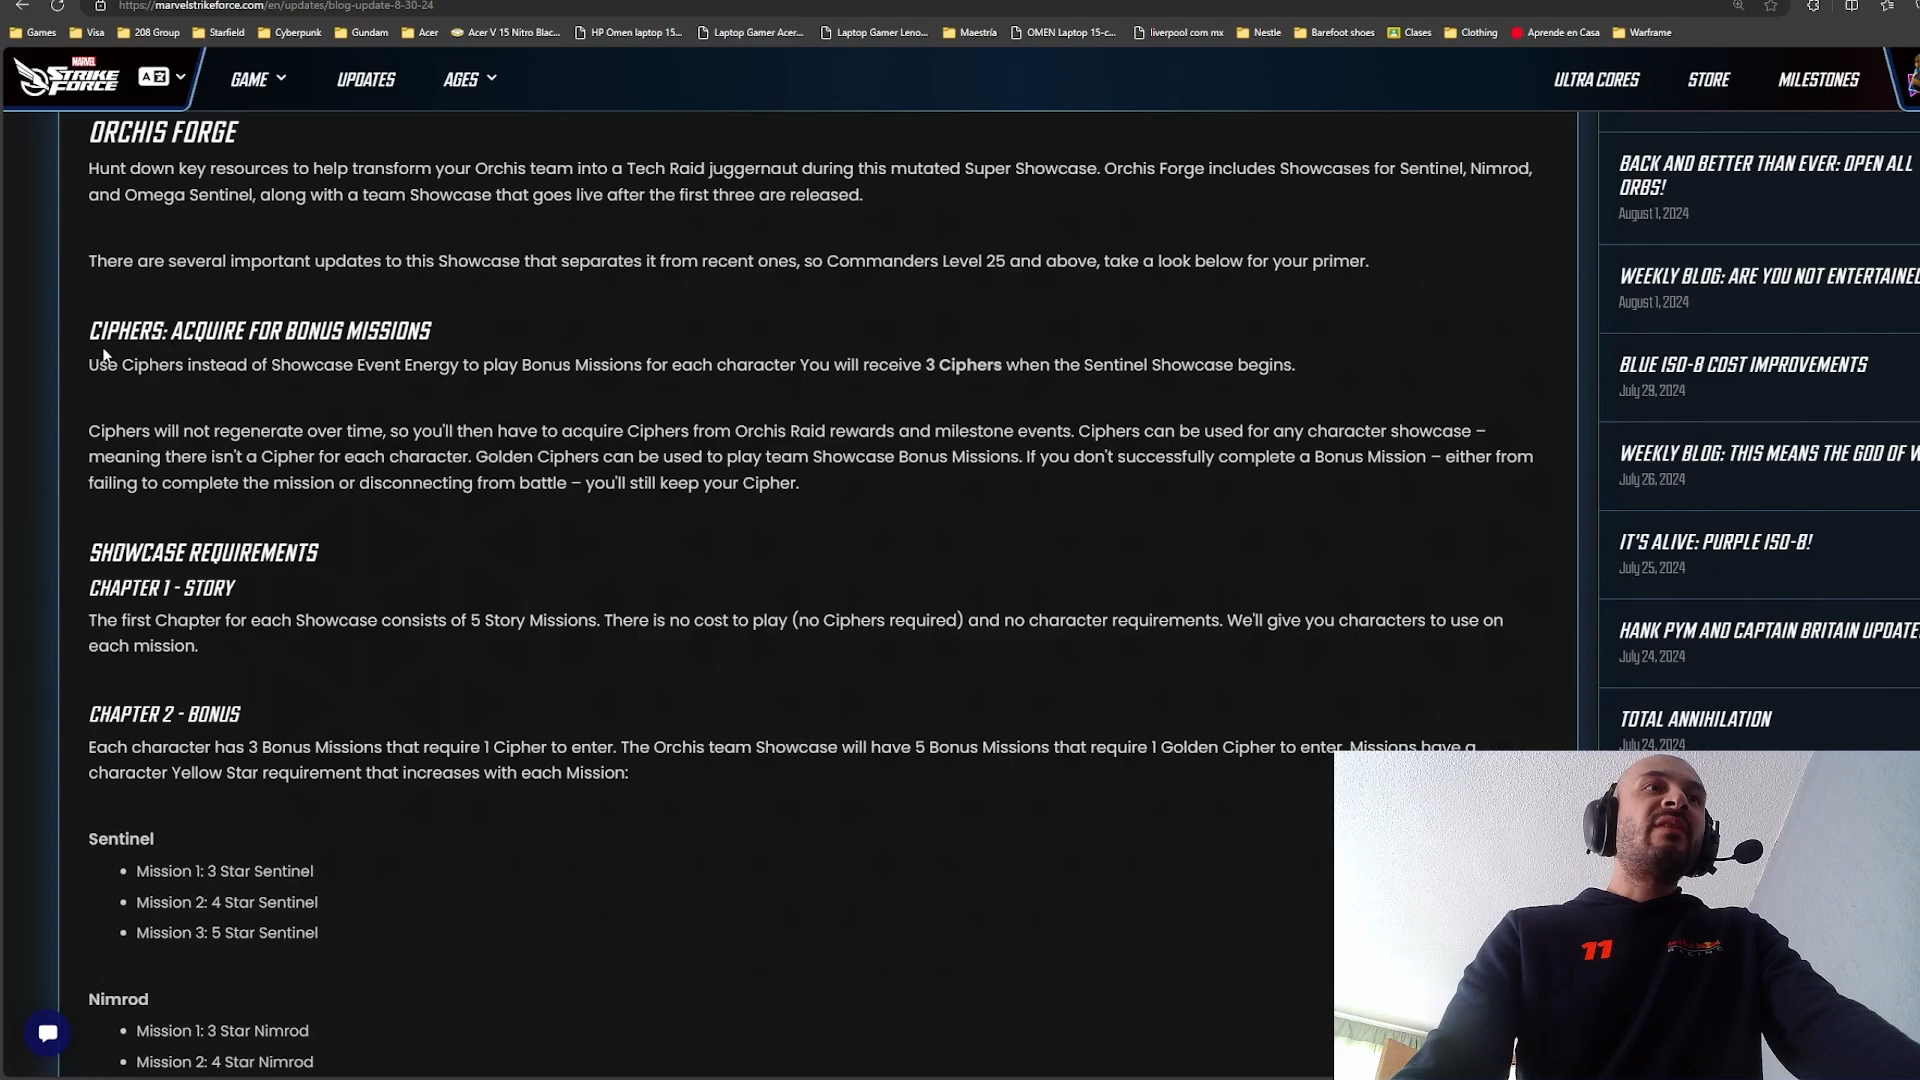 https://marvelstrikeforce.com/en/updates/blog-update-8-30-24
Games
Visa
208 Group
Starfield
Cyberpunk
Gundam
Acer
Acer V 15 Nitro Blac...
HP Omen laptop 15...
Laptop Gamer Acer...
Laptop Gamer Leno...
Maestría
OMEN Laptop 15-c...
liverpool com mx
Nestle
Barefoot shoes
Clases
Clothing
Aprende en Casa
Warframe
MARVEL
STRIKE
FORCE
GAME
UPDATES
AGES
ULTRA CORES
STORE
MILESTONES
ORCHIS FORGE
Hunt down key resources to help transform your Orchis team into a Tech Raid juggernaut during this mutated Super Showcase. Orchis Forge includes Showcases for Sentinel, Nimrod,
and Omega Sentinel, along with a team Showcase that goes live after the first three are released.
There are several important updates to this Showcase that separates it from recent ones, so Commanders Level 25 and above, take a look below for your primer.
CIPHERS: ACQUIRE FOR BONUS MISSIONS
Use Ciphers instead of Showcase Event Energy to play Bonus Missions for each character You will receive 3 Ciphers when the Sentinel Showcase begins.
Ciphers will not regenerate over time, so you'll then have to acquire Ciphers from Orchis Raid rewards and milestone events. Ciphers can be used for any character showcase –
meaning there isn't a Cipher for each character. Golden Ciphers can be used to play team Showcase Bonus Missions. If you don't successfully complete a Bonus Mission – either from
failing to complete the mission or disconnecting from battle – you'll still keep your Cipher.
SHOWCASE REQUIREMENTS
CHAPTER 1 - STORY
The first Chapter for each Showcase consists of 5 Story Missions. There is no cost to play (no Ciphers required) and no character requirements. We'll give you characters to use on
each mission.
CHAPTER 2 - BONUS
Each character has 3 Bonus Missions that require 1 Cipher to enter. The Orchis team Showcase will have 5 Bonus Missions that require 1 Golden Cipher to enter. Missions have a
character Yellow Star requirement that increases with each Mission:
Sentinel
• Mission 1: 3 Star Sentinel
• Mission 2: 4 Star Sentinel
• Mission 3: 5 Star Sentinel
Nimrod
• Mission 1: 3 Star Nimrod
• Mission 2: 4 Star Nimrod
BACK AND BETTER THAN EVER: OPEN ALL
ORBS!
August 1, 2024
WEEKLY BLOG: ARE YOU NOT ENTERTAINED
August 1, 2024
BLUE ISO-8 COST IMPROVEMENTS
July 29, 2024
WEEKLY BLOG: THIS MEANS THE GOD OF W
July 26, 2024
IT'S ALIVE: PURPLE ISO-8!
July 25, 2024
HANK PYM AND CAPTAIN BRITAIN UPDATE
July 24, 2024
TOTAL ANNIHILATION
July 24, 2024
11